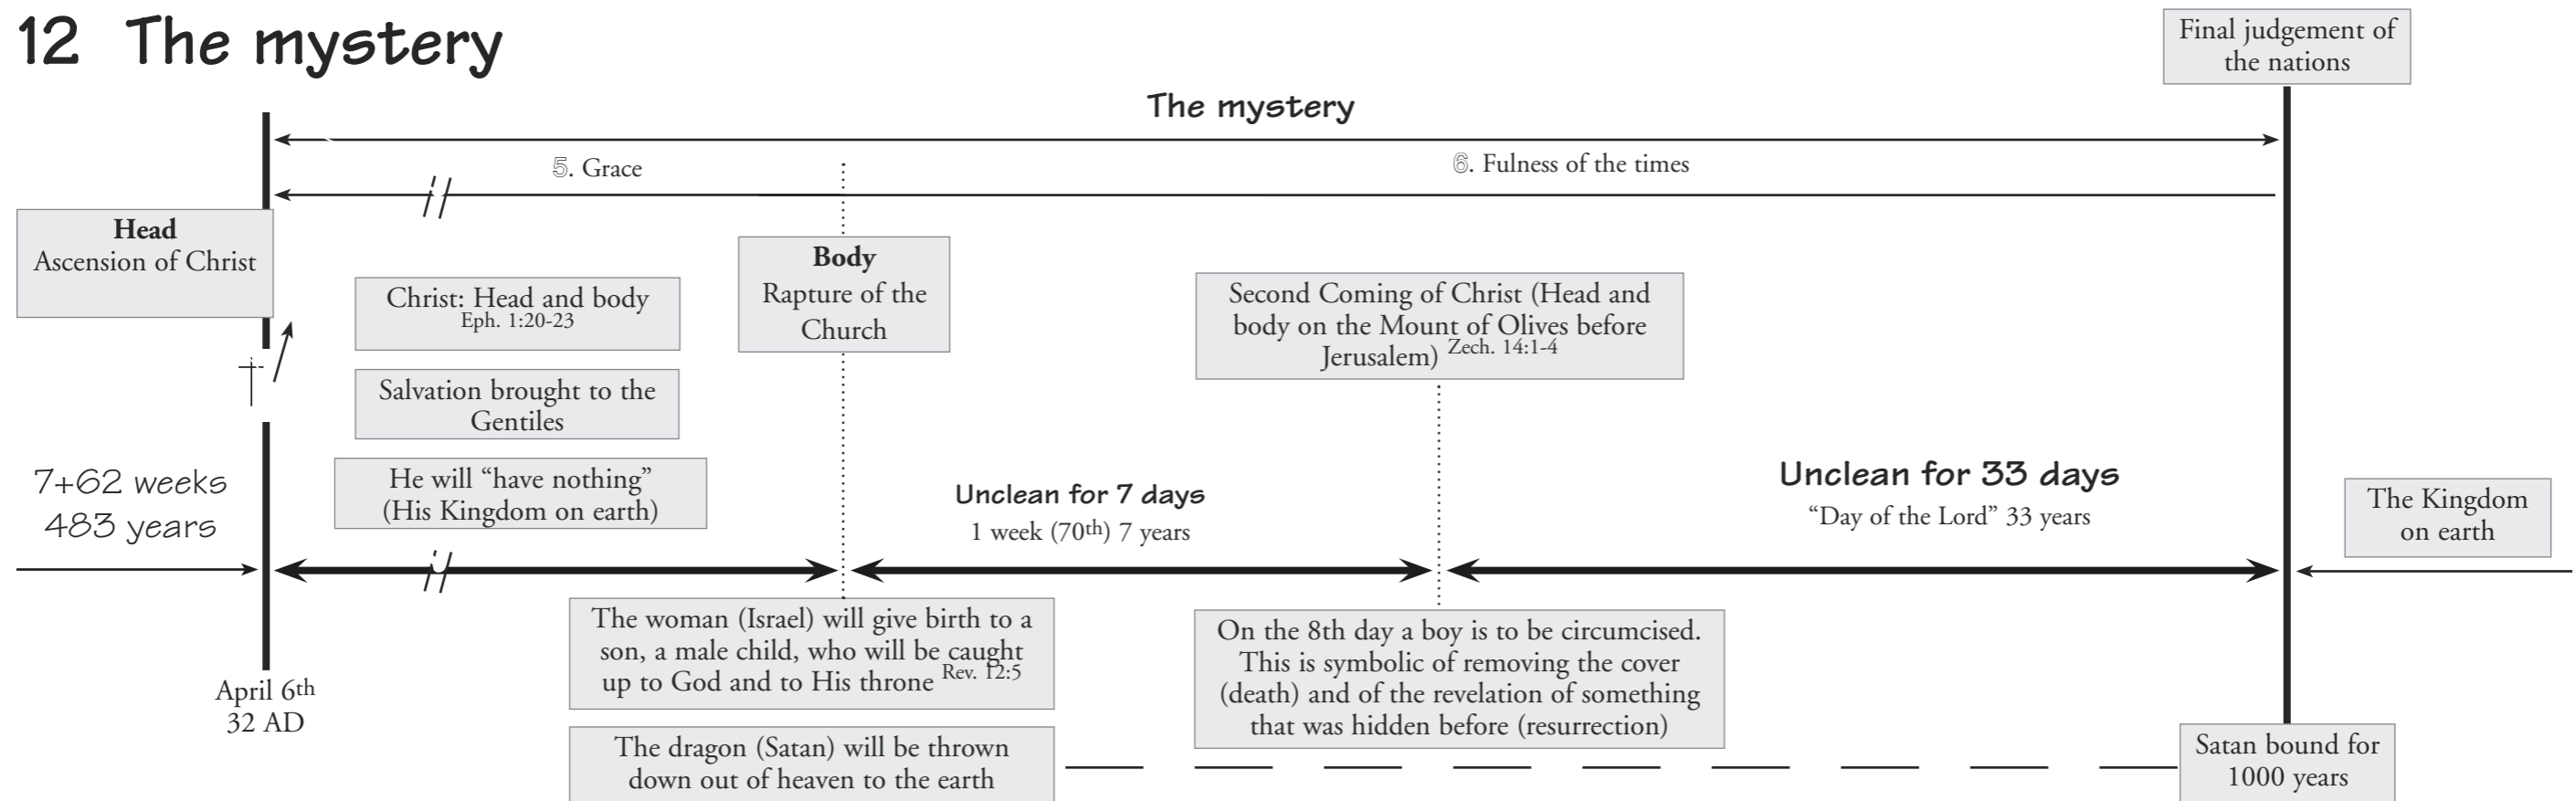 12 The mystery
Final judgement of
the nations
The mystery
5. Grace
6. Fulness of the times
Head
Ascension of Christ
Body
Rapture of the
Church
Christ: Head and body
Eph. 1:20-23
Second Coming of Christ (Head and
body on the Mount of Olives before
Jerusalem) Zech. 14:1-4
Salvation brought to the
Gentiles
He will “have nothing”
(His Kingdom on earth)
7+62 weeks
483 years
Unclean for 7 days
1 week (70th) 7 years
Unclean for 33 days
“Day of the Lord” 33 years
The Kingdom
on earth
The woman (Israel) will give birth to a
son, a male child, who will be caught
up to God and to His throne Rev. 12:5
On the 8th day a boy is to be circumcised.
This is symbolic of removing the cover
(death) and of the revelation of something
that was hidden before (resurrection)
April 6th
32 AD
The dragon (Satan) will be thrown
down out of heaven to the earth
Satan bound for
1000 years